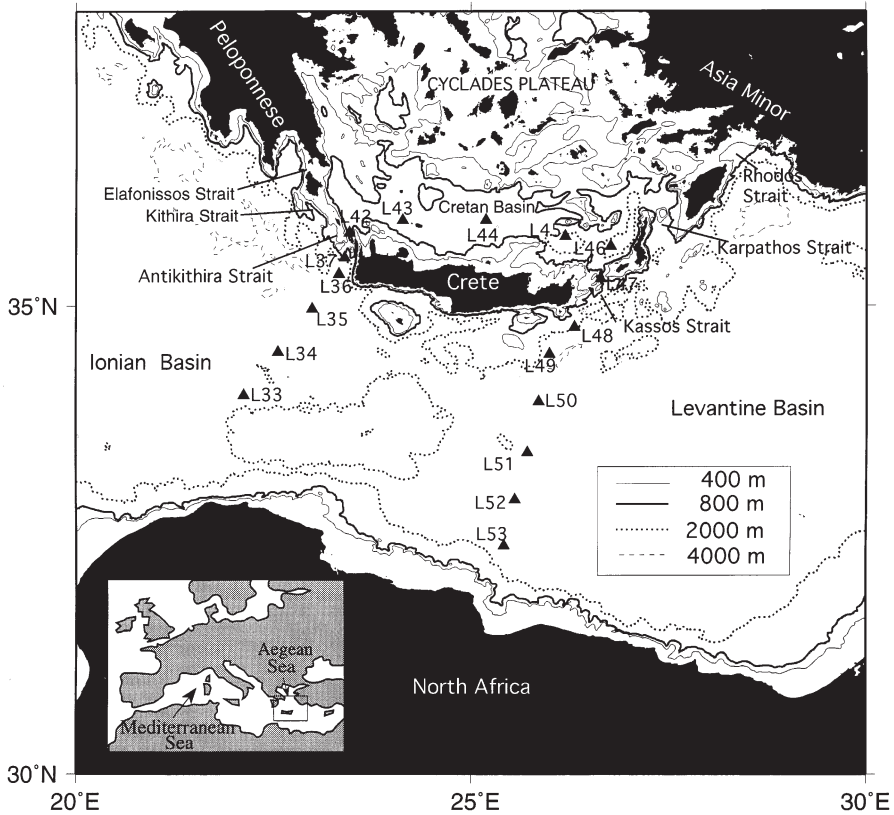 Peloponnese
CYCLADES PLATEAU
Asia Minor
Rhodos
Strait
Elafonissos Strait
Kithira Strait
42
L43
Cretan Basin
L44
L45
L46
Karpathos Strait
Antikithira Strait
L37
L36
Crete
L47
35°N
L35
L48
Kassos Strait
Ionian Basin
L34
L49
L33
L50
Levantine Basin
L51
L52
L53
400 m
800 m
2000 m
4000 m
Aegean
Sea
Mediterranean
Sea
North Africa
30°N
20°E
25°E
30°E